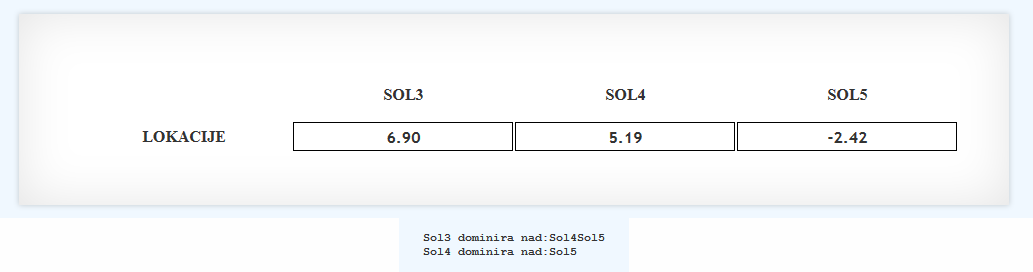 SOL3 SOL4 SOL5
LOKACIJE 6.90 5.19 -2.42
Sol3 dominira nad:Sol4Sol5
Sol4 dominira nad:Sol5